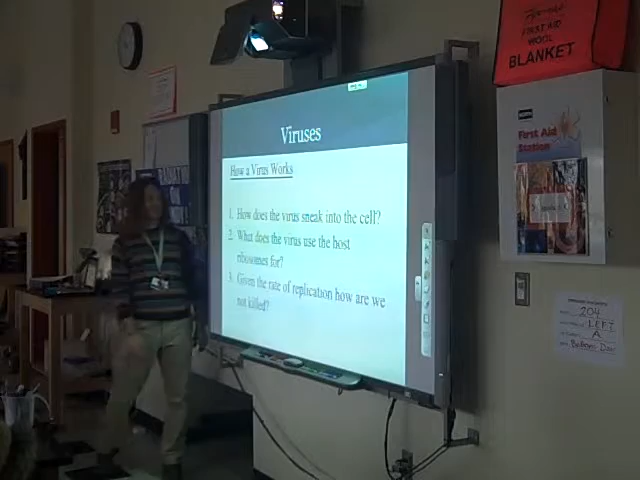 FIRST AID
WOOL
BLANKET
Viruses
How a Virus Works
1. How does the virus sneak into the cell?
2. What does the virus use the host
ribosomes for?
3. Given the rate of replication how are we
not killed?
First Aid
Station
204
LEFT
A
Bottom Door